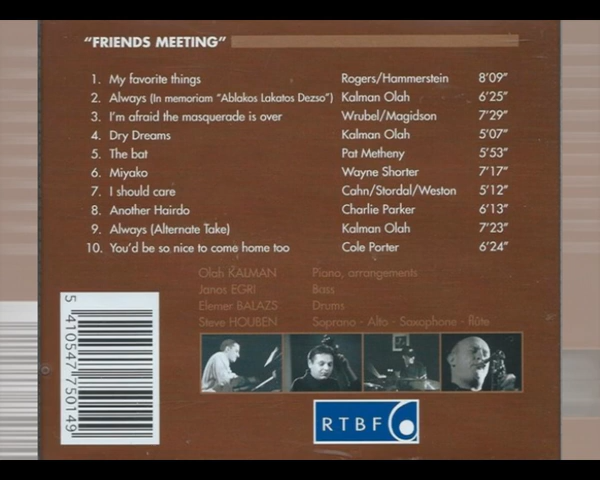 "FRIENDS MEETING"
1. My favorite things Rogers/Hammerstein 8'09"
2. Always (In memoriam "Ablakos Lakatos Dezso") Kalman Olah 6'25"
3. I'm afraid the masquerade is over Wrubel/Magidson 7'29"
4. Dry Dreams Kalman Olah 5'07"
5. The bat Pat Metheny 5'53"
6. Miyako Wayne Shorter 7'17"
7. I should care Cahn/Stordal/Weston 5'12"
8. Another Hairdo Charlie Parker 6'13"
9. Always (Alternate Take) Kalman Olah 7'23"
10. You'd be so nice to come home too Cole Porter 6'24"
Olah KALMAN Piano, arrangements
Janos EGRI Bass
Elemer BALAZS Drums
Steve HOUBEN Soprano - Alto - Saxophone - flûte
5 410547 750149
RTBF